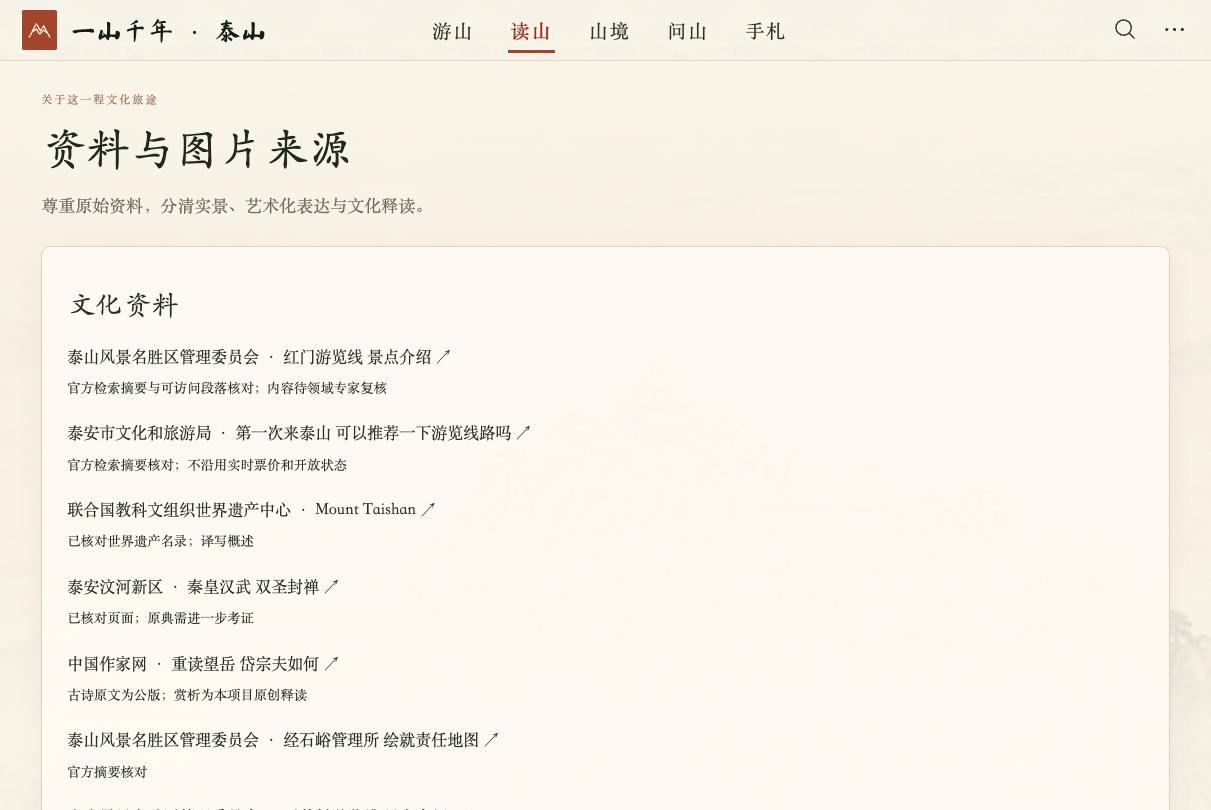 一山千年 · 泰山
游山 读山 山境 问山 手札
关于这一程文化旅途
资料与图片来源
尊重原始资料，分清实景、艺术化表达与文化释读。
文化资料
泰山风景名胜区管理委员会 · 红门游览线 景点介绍 ↗
官方检索摘要与可访问段落核对；内容待领域专家复核
泰安市文化和旅游局 · 第一次来泰山 可以推荐一下游览线路吗 ↗
官方检索摘要核对；不沿用实时票价和开放状态
联合国教科文组织世界遗产中心 · Mount Taishan ↗
已核对世界遗产名录；译写概述
泰安汶河新区 · 秦皇汉武 双圣封禅 ↗
已核对页面；原典需进一步考证
中国作家网 · 重读望岳 岱宗夫如何 ↗
古诗原文为公版；赏析为本项目原创释读
泰山风景名胜区管理委员会 · 经石峪管理所 绘就责任地图 ↗
官方摘要核对